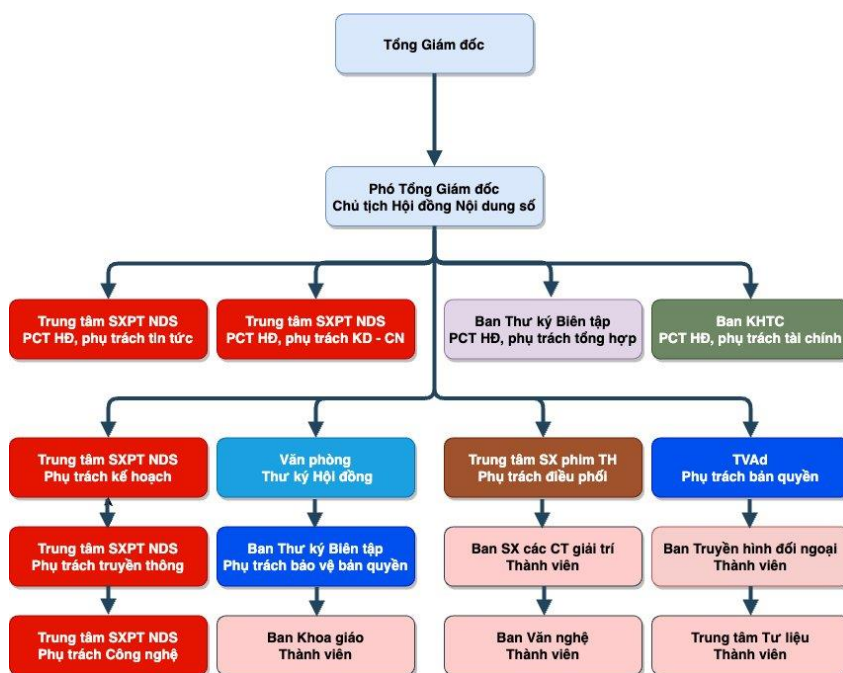 Tổng Giám đốc
Phó Tổng Giám đốc
Chủ tịch Hội đồng Nội dung số
Trung tâm SXPT NDS
PCT HĐ, phụ trách tin tức
Trung tâm SXPT NDS
PCT HĐ, phụ trách KD - CN
Ban Thư ký Biên tập
PCT HĐ, phụ trách tổng hợp
Ban KHTC
PCT HĐ, phụ trách tài chính
Trung tâm SXPT NDS
Phụ trách kế hoạch
Văn phòng
Thư ký Hội đồng
Trung tâm SX phim TH
Phụ trách điều phối
TVAd
Phụ trách bản quyền
Trung tâm SXPT NDS
Phụ trách truyền thông
Ban Thư ký Biên tập
Phụ trách bảo vệ bản quyền
Ban SX các CT giải trí
Thành viên
Ban Truyền hình đối ngoại
Thành viên
Trung tâm SXPT NDS
Phụ trách Công nghệ
Ban Khoa giáo
Thành viên
Ban Văn nghệ
Thành viên
Trung tâm Tư liệu
Thành viên